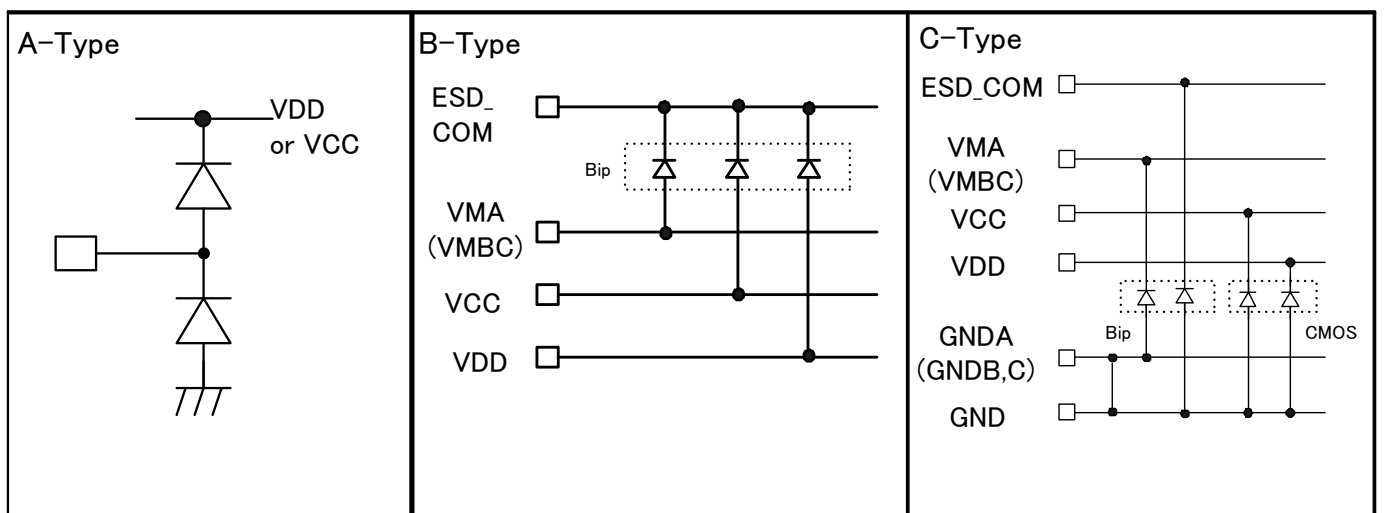 A-Type
VDD
or VCC
B-Type
ESD_
COM
Bip
VMA
(VMBC)
VCC
VDD
C-Type
ESD_COM
VMA
(VMBC)
VCC
VDD
Bip
CMOS
GNDA
(GNDB,C)
GND